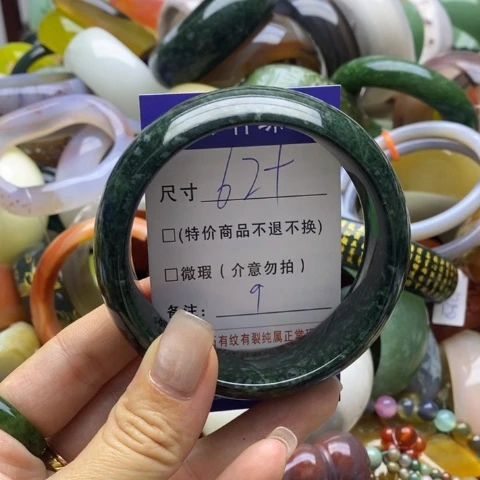 尺寸 62+
□(特价商品不退不换)
□微瑕（介意勿拍）
备注: 9
有纹有裂纯属正常